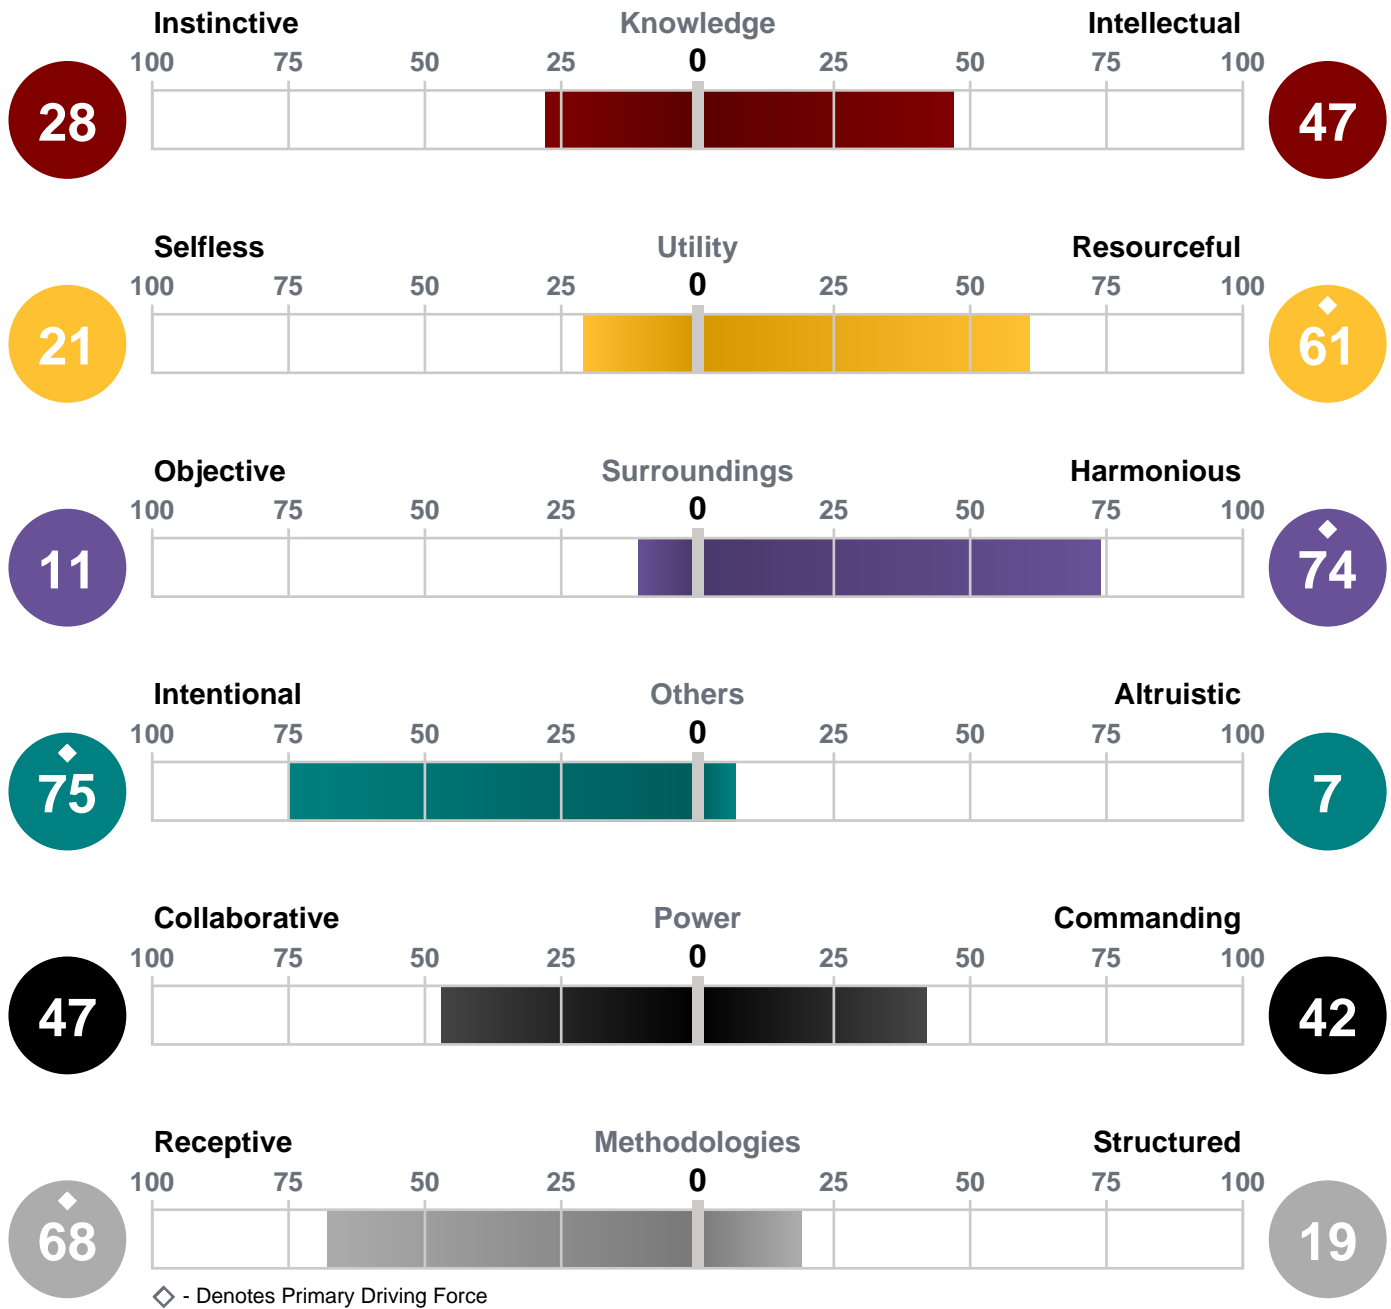 Instinctive Knowledge Intellectual
100 75 50 25 0 25 50 75 100
28 47
Selfless Utility Resourceful
100 75 50 25 0 25 50 75 100
21 61
Objective Surroundings Harmonious
100 75 50 25 0 25 50 75 100
11 74
Intentional Others Altruistic
100 75 50 25 0 25 50 75 100
75 7
Collaborative Power Commanding
100 75 50 25 0 25 50 75 100
47 42
Receptive Methodologies Structured
100 75 50 25 0 25 50 75 100
68 19
- Denotes Primary Driving Force